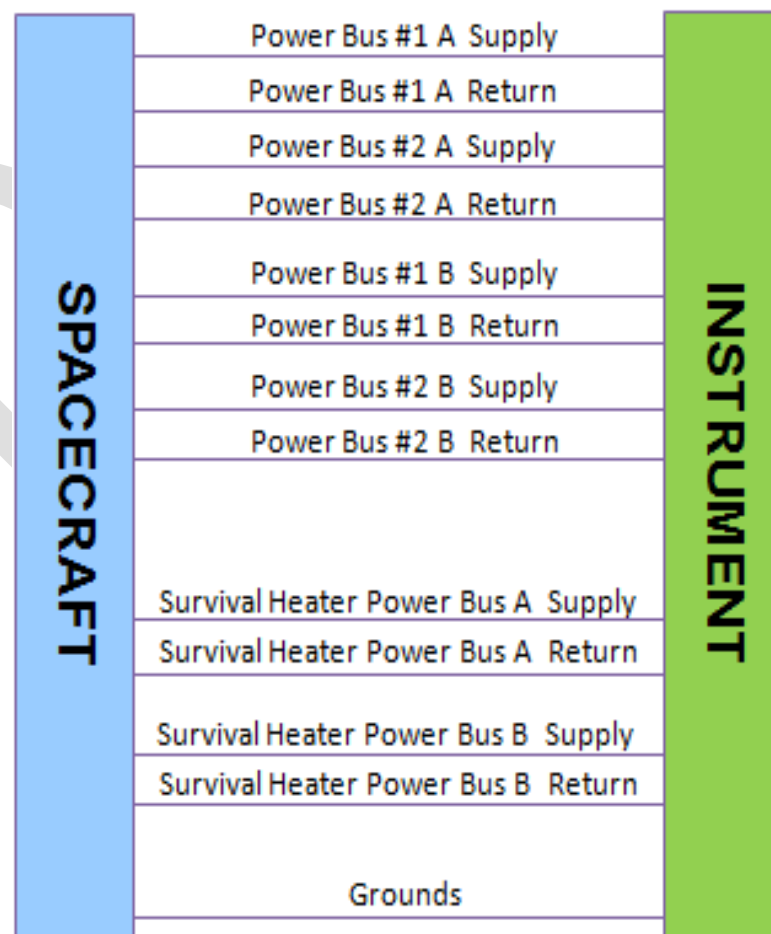 Power Bus #1 A Supply
Power Bus #1 A Return
Power Bus #2 A Supply
Power Bus #2 A Return
Power Bus #1 B Supply
Power Bus #1 B Return
Power Bus #2 B Supply
Power Bus #2 B Return
SPACECRAFT
INSTRUMENT
Survival Heater Power Bus A Supply
Survival Heater Power Bus A Return
Survival Heater Power Bus B Supply
Survival Heater Power Bus B Return
Grounds